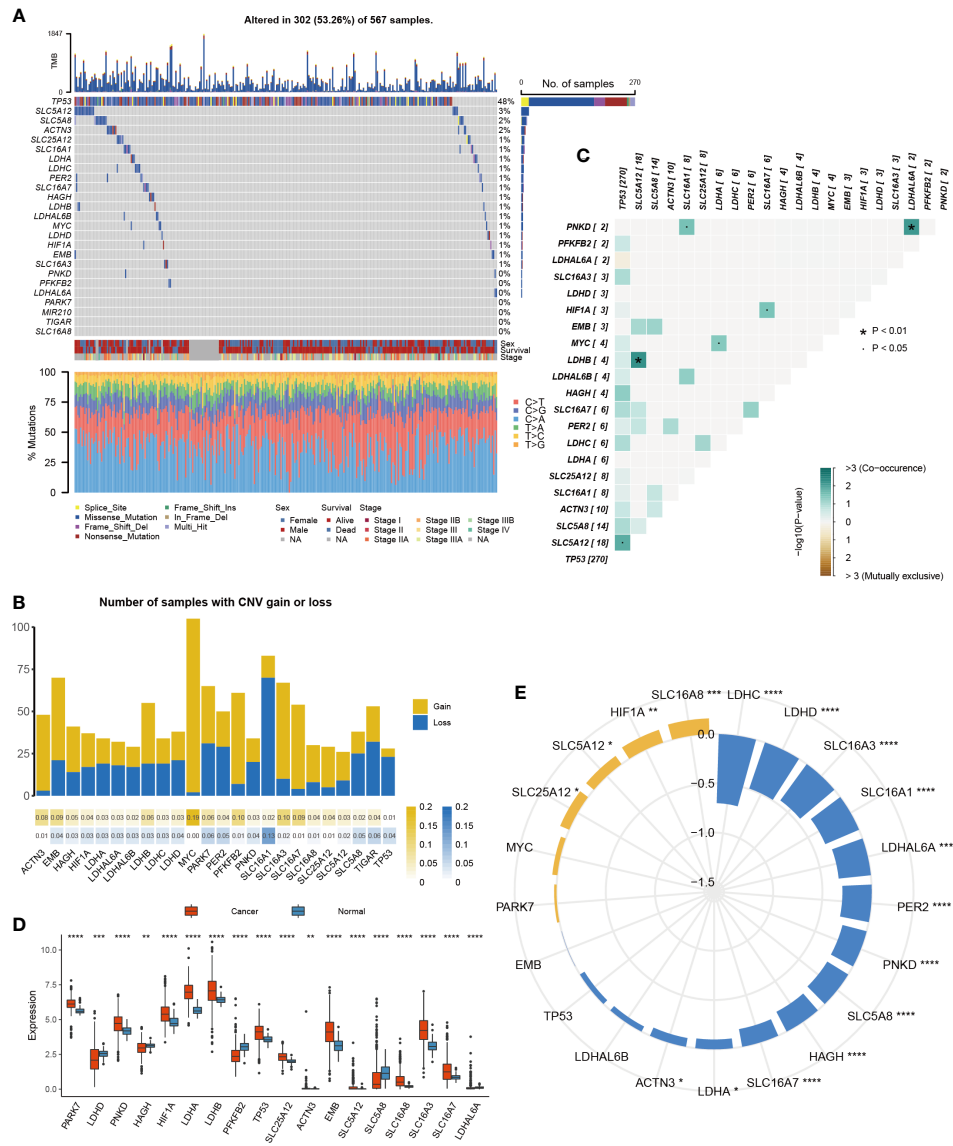 A
Altered in 302 (53.26%) of 567 samples.
1847
TMB
0
0 No. of samples 270
TP53 48%
SLC5A12 3%
SLC5A8 2%
ACTN3 2%
SLC25A12 1%
SLC16A1 1%
LDHA 1%
LDHC 1%
PER2 1%
SLC16A7 1%
HAGH 1%
LDHB 1%
LDHAL6B 1%
MYC 1%
LDHD 1%
HIF1A 1%
EMB 1%
SLC16A3 1%
PNKD 0%
PFKFB2 0%
LDHAL6A 0%
PARK7 0%
MIR210 0%
TIGAR 0%
SLC16A8 0%
Sex
Survival
Stage
% Mutations
100
75
50
25
0
C>T
C>G
C>A
T>A
T>C
T>G
Splice_Site
Missense_Mutation
Frame_Shift_Del
Nonsense_Mutation
Frame_Shift_Ins
In_Frame_Del
Multi_Hit
Sex
Female
Male
NA
Survival
Alive
Dead
NA
Stage
Stage I
Stage II
Stage IIA
Stage IIB
Stage III
Stage IIIA
Stage IIIB
Stage IV
NA
C
TP53 [270]
SLC5A12 [ 18]
SLC5A8 [ 14]
ACTN3 [ 10]
SLC16A1 [ 8]
SLC25A12 [ 8]
LDHA [ 6]
LDHC [ 6]
PER2 [ 6]
SLC16A7 [ 6]
HAGH [ 4]
LDHAL6B [ 4]
LDHB [ 4]
MYC [ 4]
EMB [ 3]
HIF1A [ 3]
LDHD [ 3]
SLC16A3 [ 3]
LDHAL6A [ 2]
PFKFB2 [ 2]
PNKD [ 2]
PNKD [ 2]
PFKFB2 [ 2]
LDHAL6A [ 2]
SLC16A3 [ 3]
LDHD [ 3]
HIF1A [ 3]
EMB [ 3]
MYC [ 4]
LDHB [ 4]
LDHAL6B [ 4]
HAGH [ 4]
SLC16A7 [ 6]
PER2 [ 6]
LDHC [ 6]
LDHA [ 6]
SLC25A12 [ 8]
SLC16A1 [ 8]
ACTN3 [ 10]
SLC5A8 [ 14]
SLC5A12 [ 18]
TP53 [270]
* P < 0.01
· P < 0.05
−log10(P−value)
>3 (Co−occurence)
2
1
0
1
2
> 3 (Mutually exclusive)
B
Number of samples with CNV gain or loss
100
75
50
25
0
Gain
Loss
0.08 0.09 0.05 0.04 0.03 0.02 0.02 0.06 0.03 0.03 0.19 0.06 0.04 0.10 0.02 0.02 0.10 0.09 0.04 0.04 0.03 0.02 0.04 0.01
0.01 0.04 0.03 0.03 0.03 0.03 0.03 0.03 0.03 0.04 0.00 0.06 0.05 0.01 0.04 0.13 0.02 0.01 0.01 0.01 0.02 0.05 0.06 0.04
0.2 0.2
0.15 0.15
0.1 0.1
0.05 0.05
0 0
ACTN3
EMB
HAGH
HIF1A
LDHA
LDHAL6A
LDHAL6B
LDHB
LDHC
LDHD
MYC
PARK7
PER2
PFKFB2
PNKD
SLC16A1
SLC16A3
SLC16A7
SLC16A8
SLC25A12
SLC5A12
SLC5A8
TIGAR
TP53
D
Cancer Normal
**** *** **** ** **** **** **** **** **** **** ** **** **** **** **** **** **** ****
Expression
10.0
7.5
5.0
2.5
0.0
PARK7
LDHD
PNKD
HAGH
HIF1A
LDHA
LDHB
PFKFB2
TP53
SLC25A12
ACTN3
EMB
SLC5A12
SLC5A8
SLC16A8
SLC16A3
SLC16A7
LDHAL6A
E
SLC16A8 ***
LDHC ****
LDHD ****
SLC16A3 ****
SLC16A1 ****
LDHAL6A ****
PER2 ****
PNKD ****
SLC5A8 ****
HAGH ****
SLC16A7 ****
LDHA *
ACTN3 *
LDHAL6B
TP53
EMB
PARK7
MYC
SLC25A12 *
SLC5A12 *
HIF1A **
0.0
−0.5
−1.0
−1.5